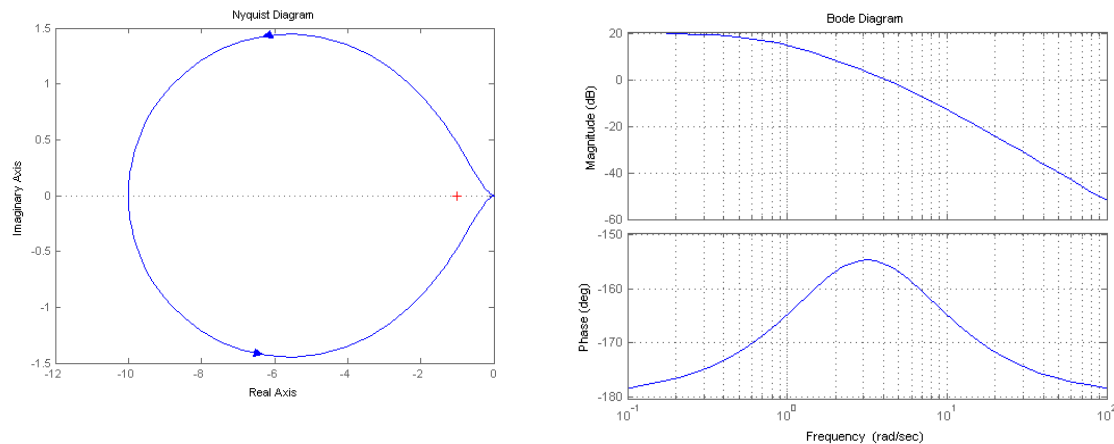 Nyquist Diagram
1.5
1
0.5
0
-0.5
-1
-1.5
-12 -10 -8 -6 -4 -2 0
Imaginary Axis
Real Axis
Bode Diagram
20
0
-20
-40
-60
Magnitude (dB)
-150
-160
-170
-180
Phase (deg)
10^-1 10^0 10^1 10^2
Frequency (rad/sec)